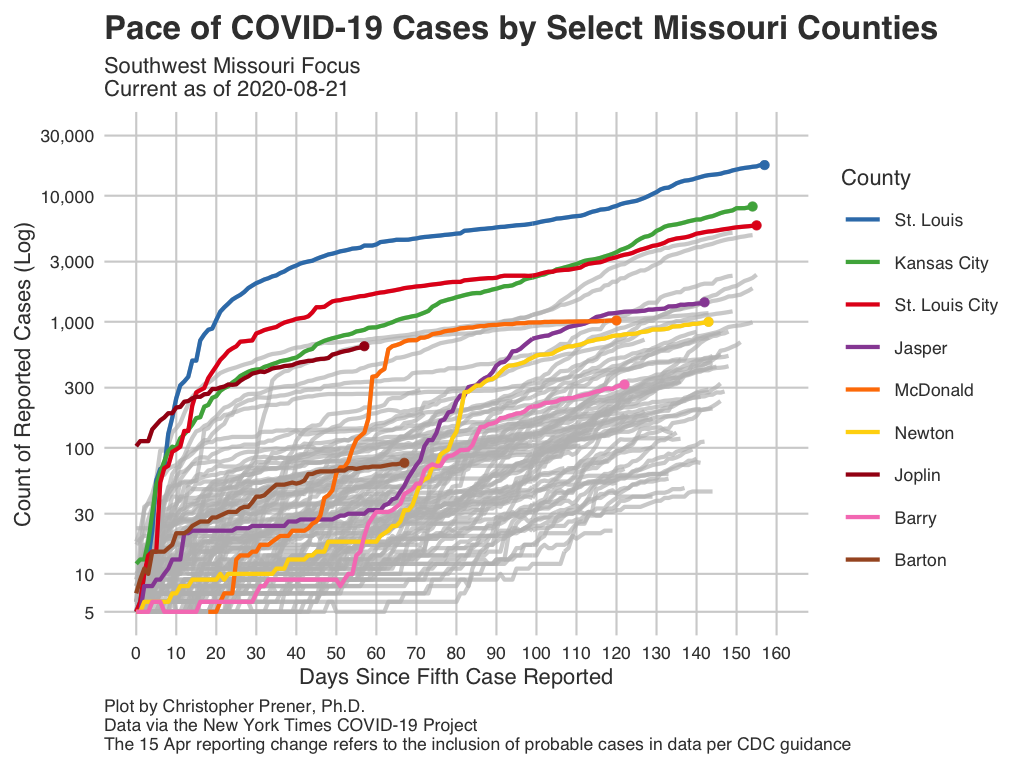 Pace of COVID-19 Cases by Select Missouri Counties
Southwest Missouri Focus
Current as of 2020-08-21
Count of Reported Cases (Log)
30,000
10,000
3,000
1,000
300
100
30
10
5
0 10 20 30 40 50 60 70 80 90 100 110 120 130 140 150 160
Days Since Fifth Case Reported
County
St. Louis
Kansas City
St. Louis City
Jasper
McDonald
Newton
Joplin
Barry
Barton
Plot by Christopher Prener, Ph.D.
Data via the New York Times COVID-19 Project
The 15 Apr reporting change refers to the inclusion of probable cases in data per CDC guidance